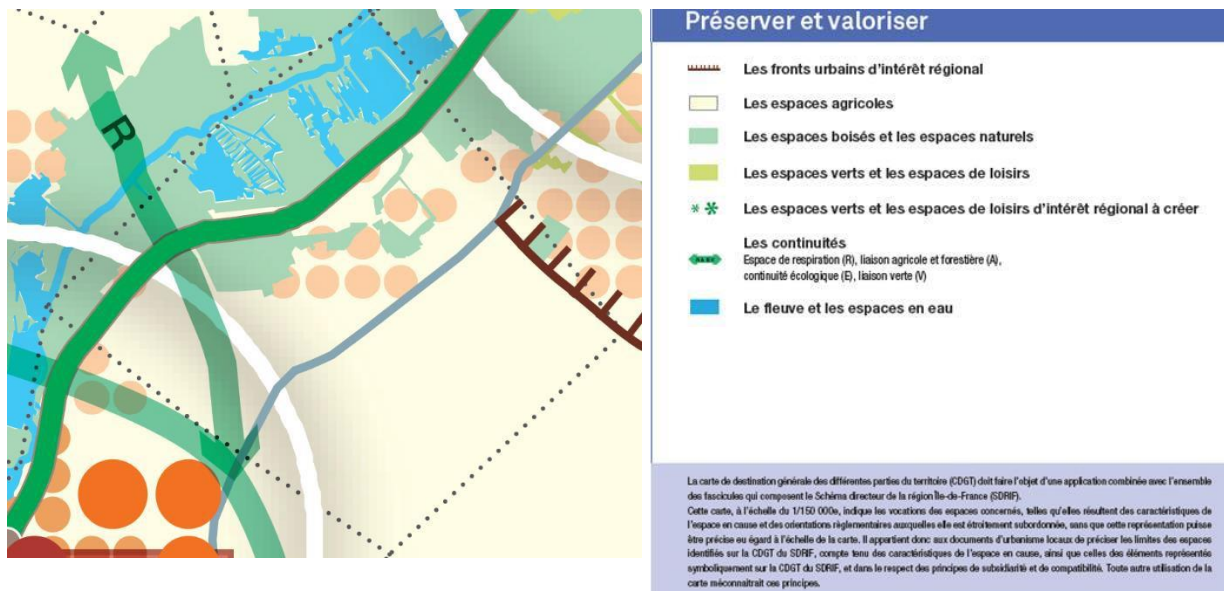 R
Préserver et valoriser
Les fronts urbains d'intérêt régional
Les espaces agricoles
Les espaces boisés et les espaces naturels
Les espaces verts et les espaces de loisirs
Les espaces verts et les espaces de loisirs d'intérêt régional à créer
Les continuités
Espace de respiration (R), liaison agricole et forestière (A),
continuité écologique (E), liaison verte (V)
Le fleuve et les espaces en eau
La carte de destination générale des différentes parties du territoire (CDGT) doit faire l'objet d'une application combinée avec l'ensemble
des fascicules qui composent le Schéma directeur de la région Île-de-France (SDRIF).
Cette carte, à l'échelle du 1/150 000e, indique les vocations des espaces concernés, telles qu'elles résultent des caractéristiques de
l'espace en cause et des orientations règlementaires auxquelles elle est étroitement subordonnée, sans que cette représentation puisse
être précise eu égard à l'échelle de la carte. Il appartient donc aux documents d'urbanisme locaux de préciser les limites des espaces
identifiés sur la CDGT du SDRIF, compte tenu des caractéristiques de l'espace en cause, ainsi que celles des éléments représentés
symboliquement sur la CDGT du SDRIF, et dans le respect des principes de subsidiarité et de compatibilité. Toute autre utilisation de la
carte méconnaîtrait ces principes.